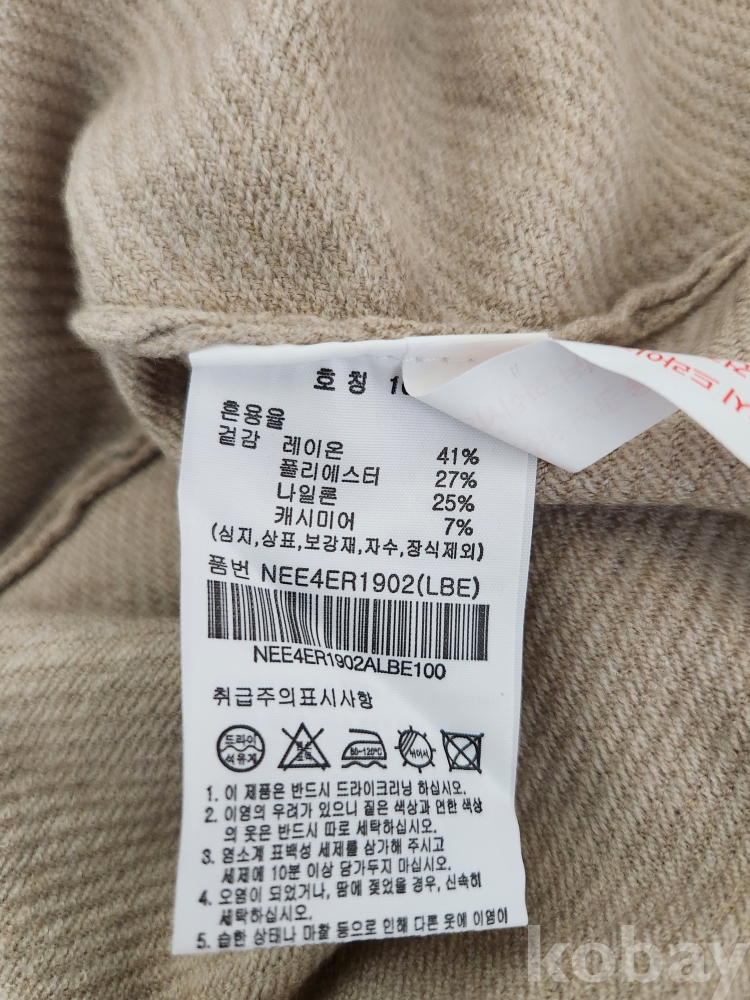 호칭 10
혼용율
겉감 레이온 41%
폴리에스터 27%
나일론 25%
캐시미어 7%
(심지,상표,보강재,자수,장식제외)
품번 NEE4ER1902(LBE)
NEE4ER1902ALBE100
취급주의표시사항
드라이
석유계
80~120℃
뉘어서
1. 이 제품은 반드시 드라이크리닝 하십시오.
2. 이염의 우려가 있으니 짙은 색상과 연한 색상
의 옷은 반드시 따로 세탁하십시오.
3. 염소계 표백성 세제를 삼가해 주시고
세제에 10분 이상 담가두지 마십시오.
4. 오염이 되었거나, 땀에 젖었을 경우, 신속히
세탁하십시오.
5. 습한 상태나 마찰 등으로 인해 다른 옷에 이염이
kobay